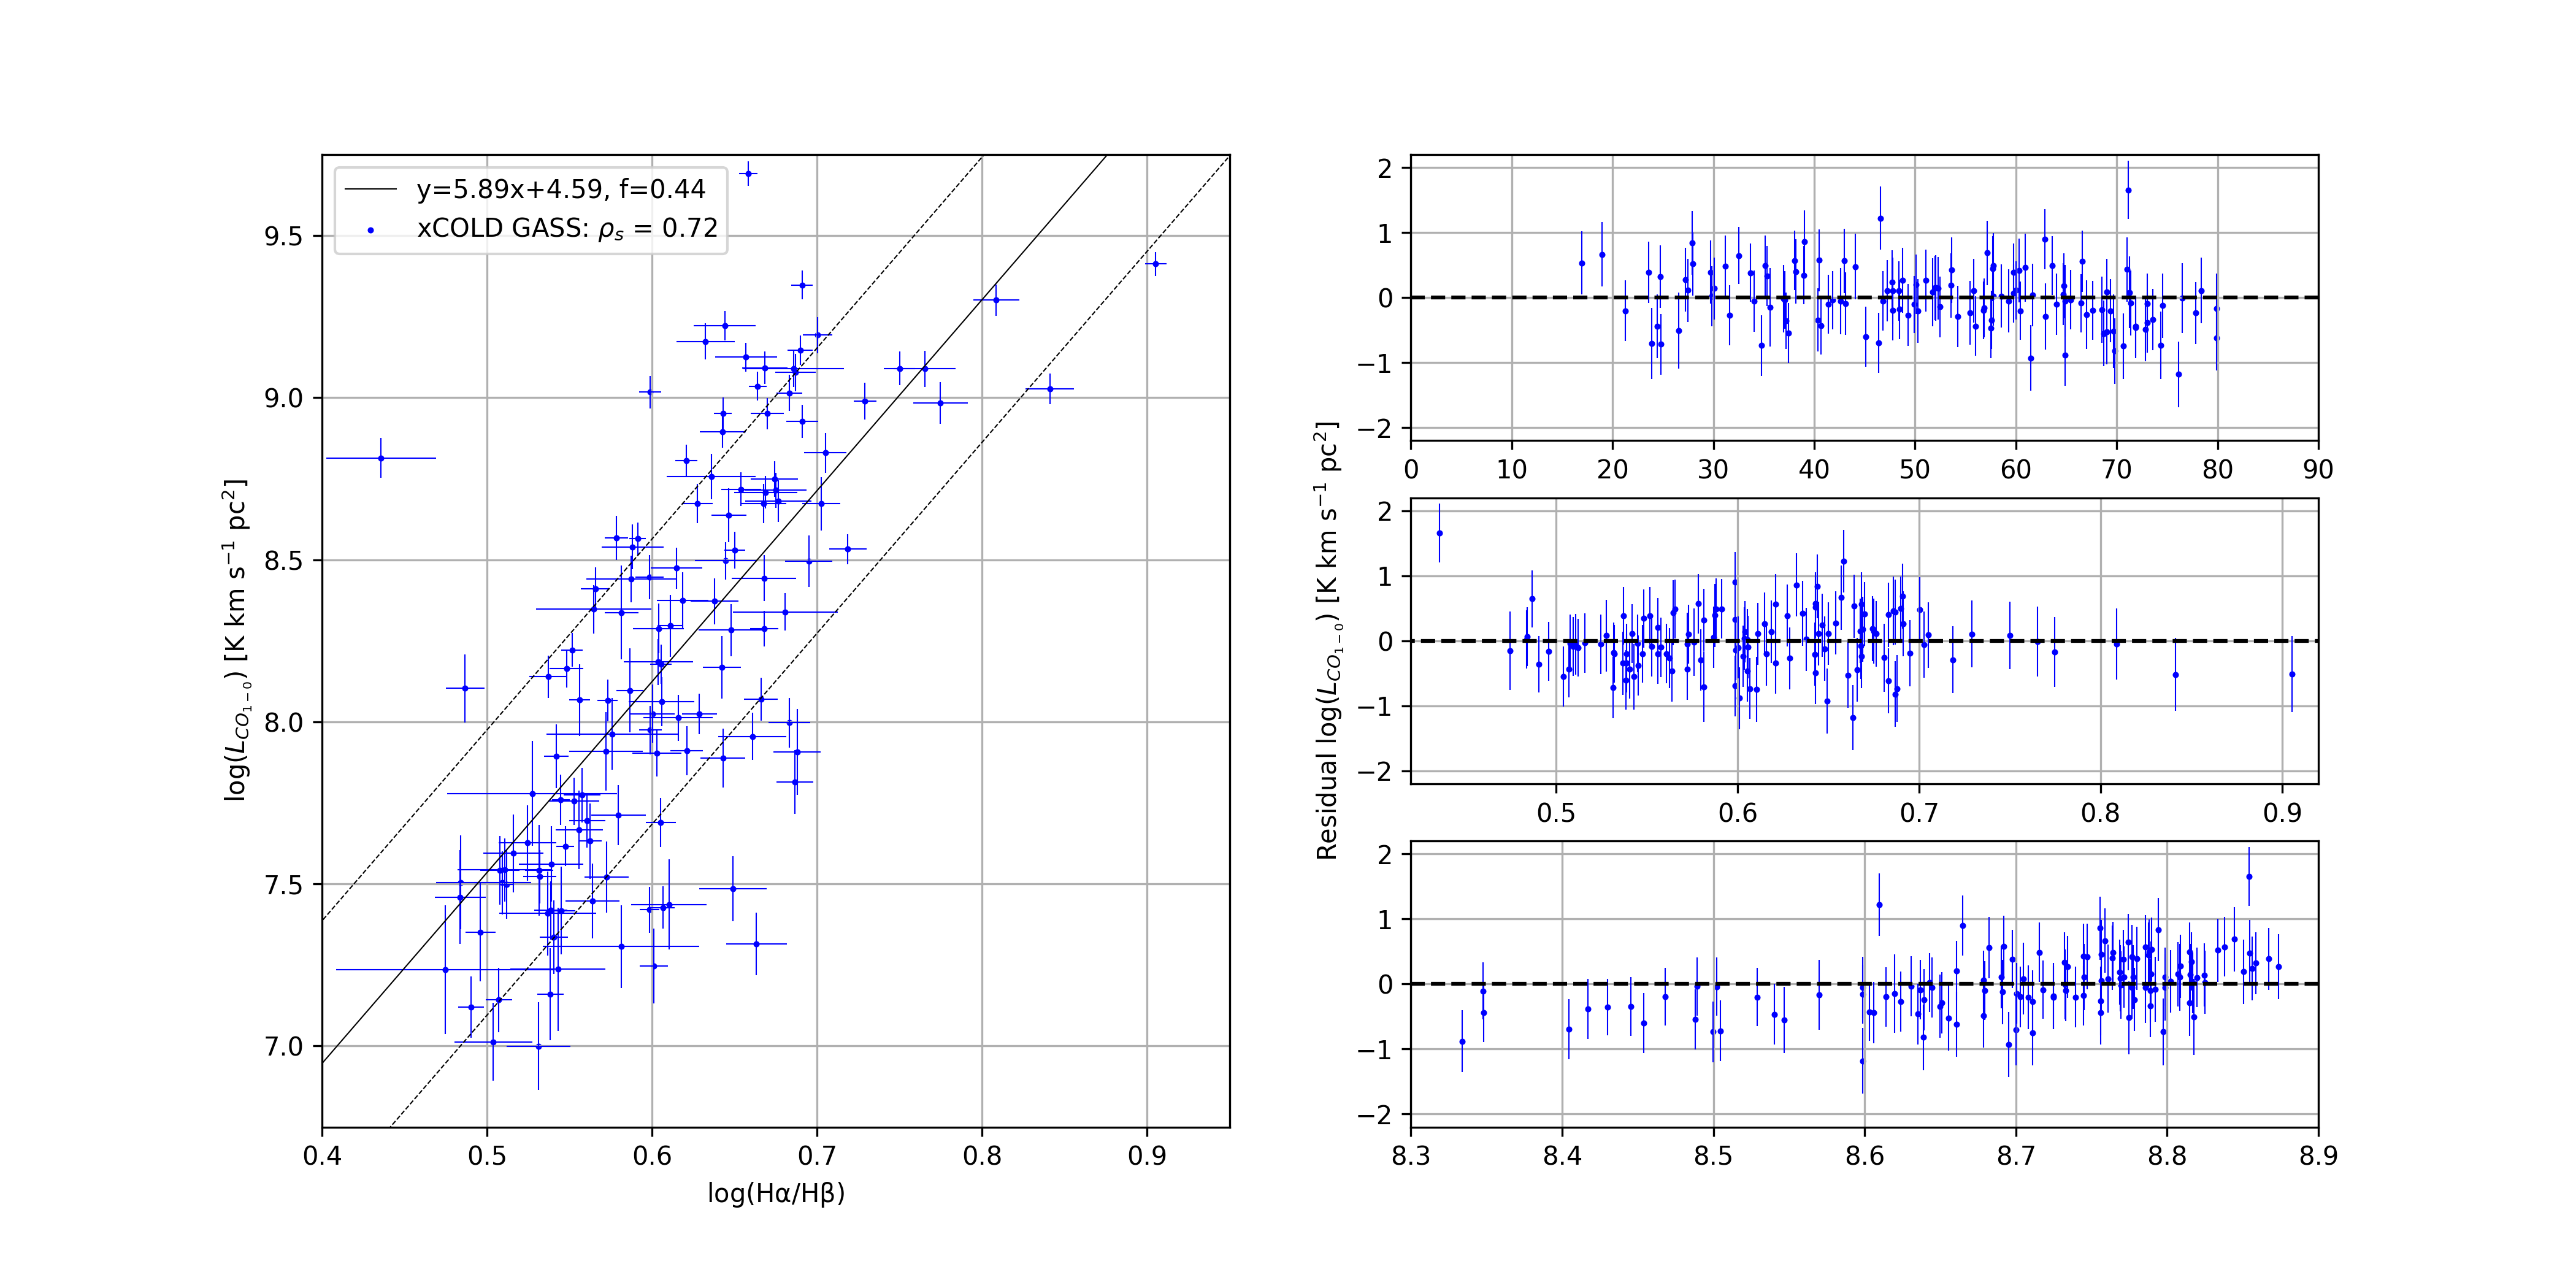 y=5.89x+4.59, f=0.44
xCOLD GASS: ρs = 0.72
log(L_CO₁₋₀) [K km s⁻¹ pc²]
9.5
9.0
8.5
8.0
7.5
7.0
0.4 0.5 0.6 0.7 0.8 0.9
log(Hα/Hβ)
Residual log(L_CO₁₋₀) [K km s⁻¹ pc²]
2
1
0
−1
−2
0 10 20 30 40 50 60 70 80 90
2
1
0
−1
−2
0.5 0.6 0.7 0.8 0.9
2
1
0
−1
−2
8.3 8.4 8.5 8.6 8.7 8.8 8.9